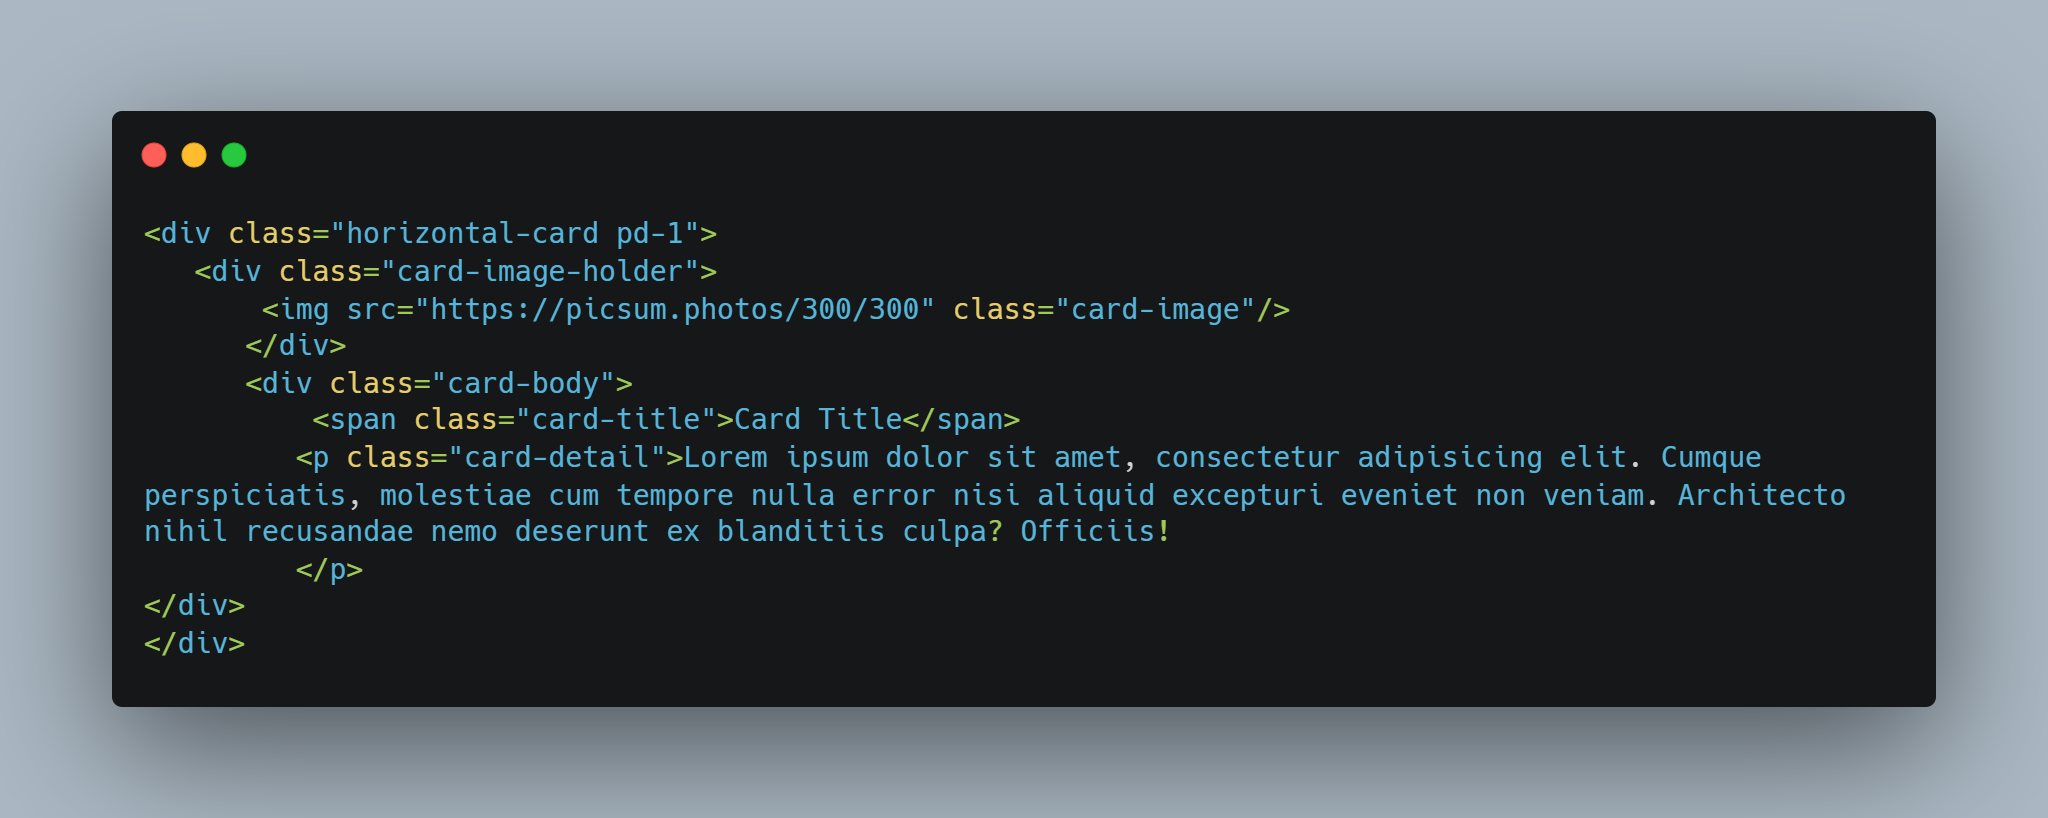 <div class="horizontal-card pd-1">
   <div class="card-image-holder">
       <img src="https://picsum.photos/300/300" class="card-image"/>
      </div>
      <div class="card-body">
          <span class="card-title">Card Title</span>
         <p class="card-detail">Lorem ipsum dolor sit amet, consectetur adipisicing elit. Cumque
perspiciatis, molestiae cum tempore nulla error nisi aliquid excepturi eveniet non veniam. Architecto
nihil recusandae nemo deserunt ex blanditiis culpa? Officiis!
         </p>
</div>
</div>